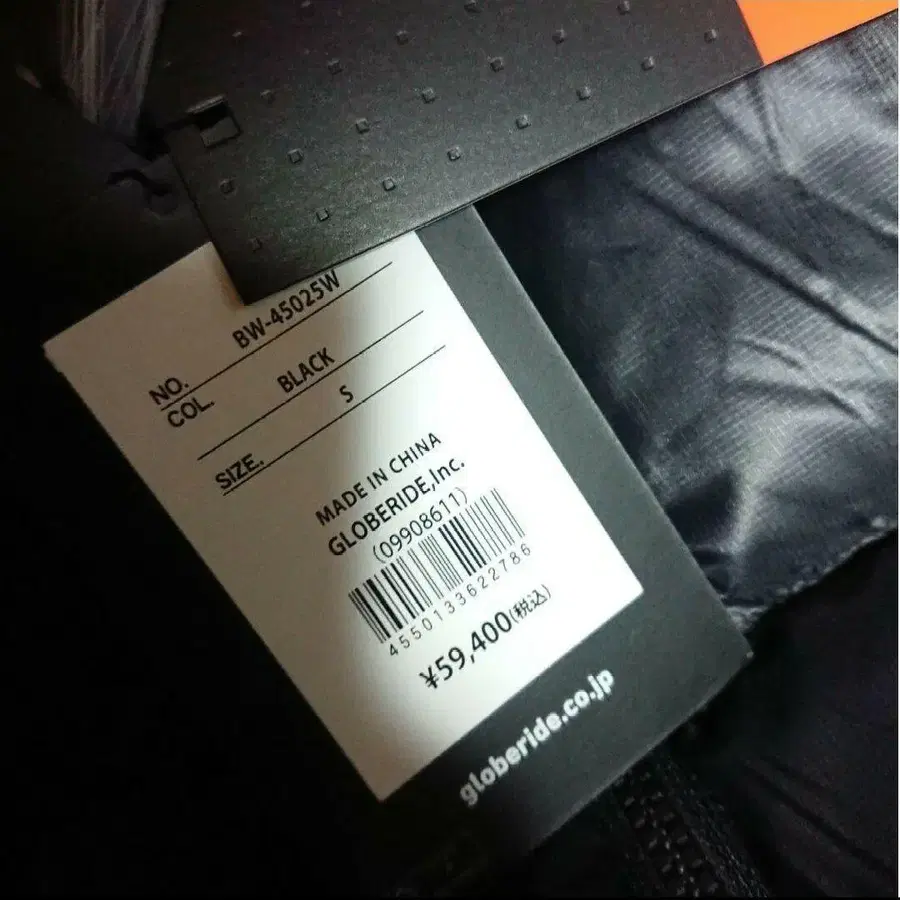 NO. BW-45025W
COL. BLACK
SIZE. S
MADE IN CHINA
GLOBERIDE,Inc.
(09908611)
4550133622786
¥59,400(税込)
globeride.co.jp